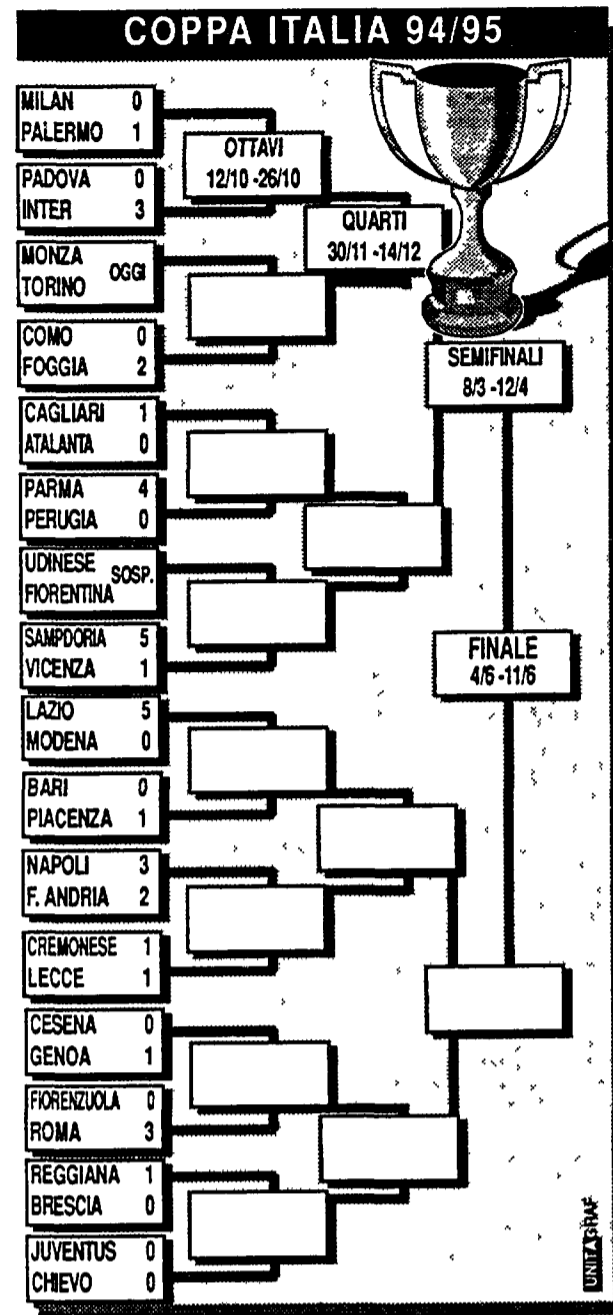 COPPA ITALIA 94/95
MILAN 0
PALERMO 1
PADOVA 0
INTER 3
MONZA
TORINO
OGGI
COMO 0
FOGGIA 2
CAGLIARI 1
ATALANTA 0
PARMA 4
PERUGIA 0
UDINESE
FIORENTINA
SOSP.
SAMPDORIA 5
VICENZA 1
LAZIO 5
MODENA 0
BARI 0
PIACENZA 1
NAPOLI 3
F. ANDRIA 2
CREMONESE 1
LECCE 1
CESENA 0
GENOA 1
FIORENZUOLA 0
ROMA 3
REGGIANA 1
BRESCIA 0
JUVENTUS 0
CHIEVO 0
OTTAVI
12/10 -26/10
QUARTI
30/11 -14/12
SEMIFINALI
8/3 -12/4
FINALE
4/6 -11/6
UNITAGRAF